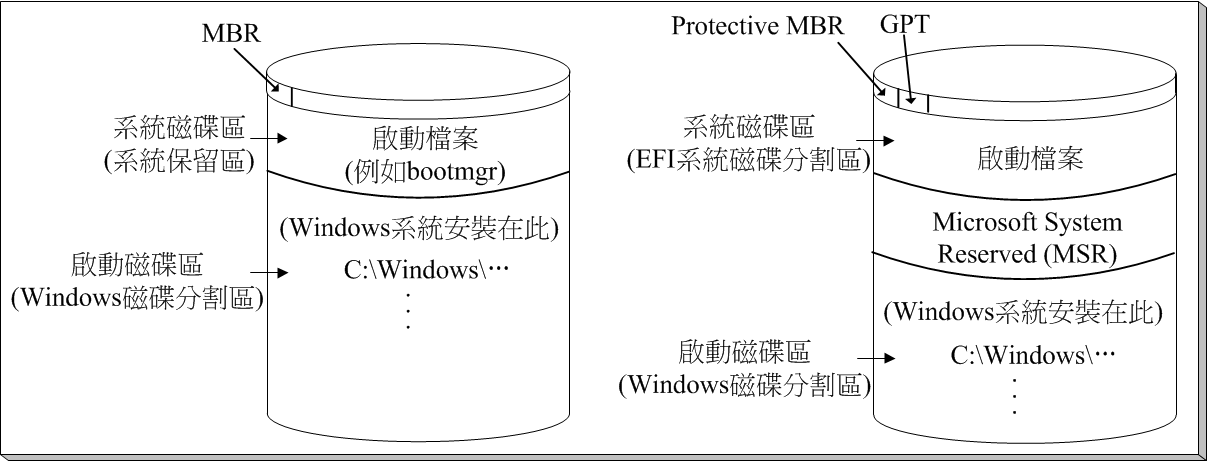 MBR
系統磁碟區
(系統保留區)
啟動檔案
(例如bootmgr)
(Windows系統安裝在此)
啟動磁碟區
(Windows磁碟分割區)
C:\Windows\⋯
Protective MBR
GPT
系統磁碟區
(EFI系統磁碟分割區)
啟動檔案
Microsoft System
Reserved (MSR)
(Windows系統安裝在此)
啟動磁碟區
(Windows磁碟分割區)
C:\Windows\⋯